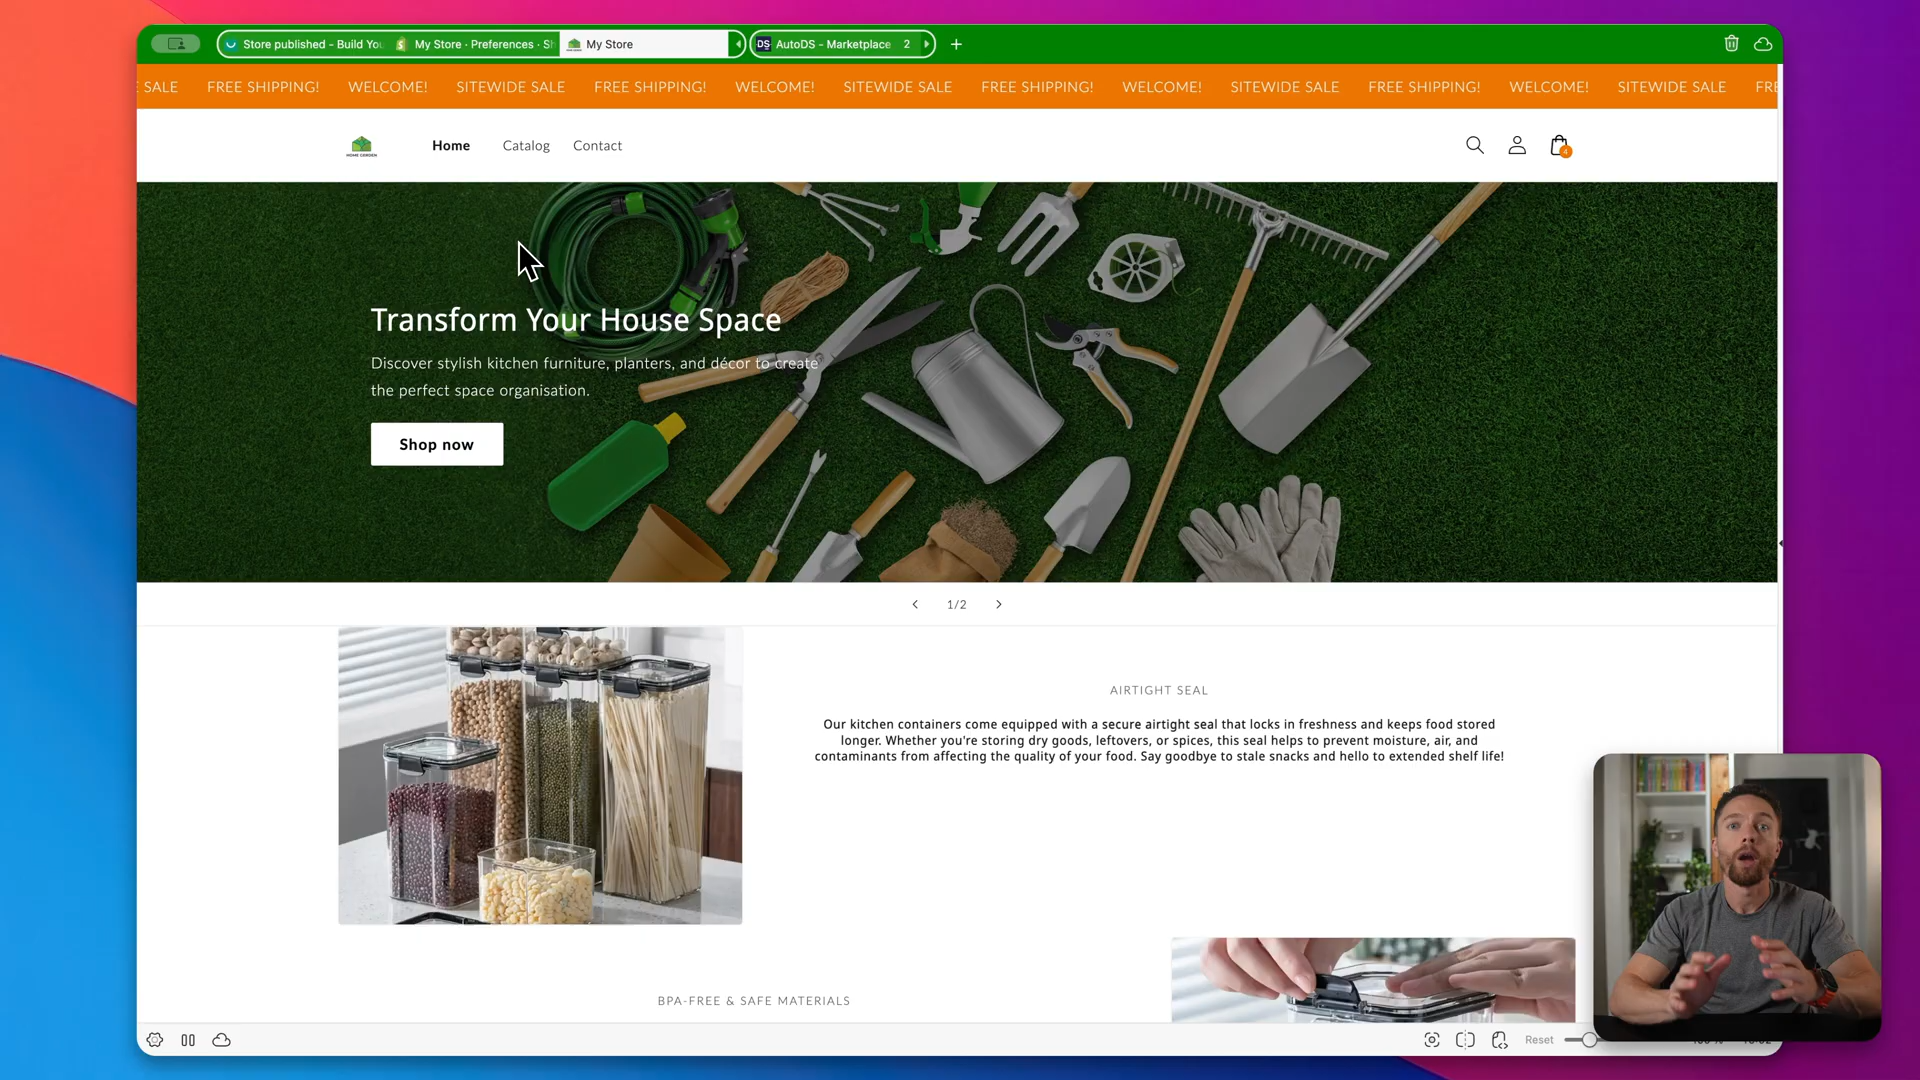 Store published - Build You
My Store · Preferences · Sh
My Store
DS
AutoDS - Marketplace
2
SALE FREE SHIPPING! WELCOME! SITEWIDE SALE FREE SHIPPING! WELCOME! SITEWIDE SALE FREE SHIPPING! WELCOME! SITEWIDE SALE FREE SHIPPING! WELCOME! SITEWIDE SALE FRE
HOME GORDEN
Home
Catalog
Contact
4
Transform Your House Space
Discover stylish kitchen furniture, planters, and décor to create
the perfect space organisation.
Shop now
1/2
AIRTIGHT SEAL
Our kitchen containers come equipped with a secure airtight seal that locks in freshness and keeps food stored
longer. Whether you're storing dry goods, leftovers, or spices, this seal helps to prevent moisture, air, and
contaminants from affecting the quality of your food. Say goodbye to stale snacks and hello to extended shelf life!
BPA-FREE & SAFE MATERIALS
Reset